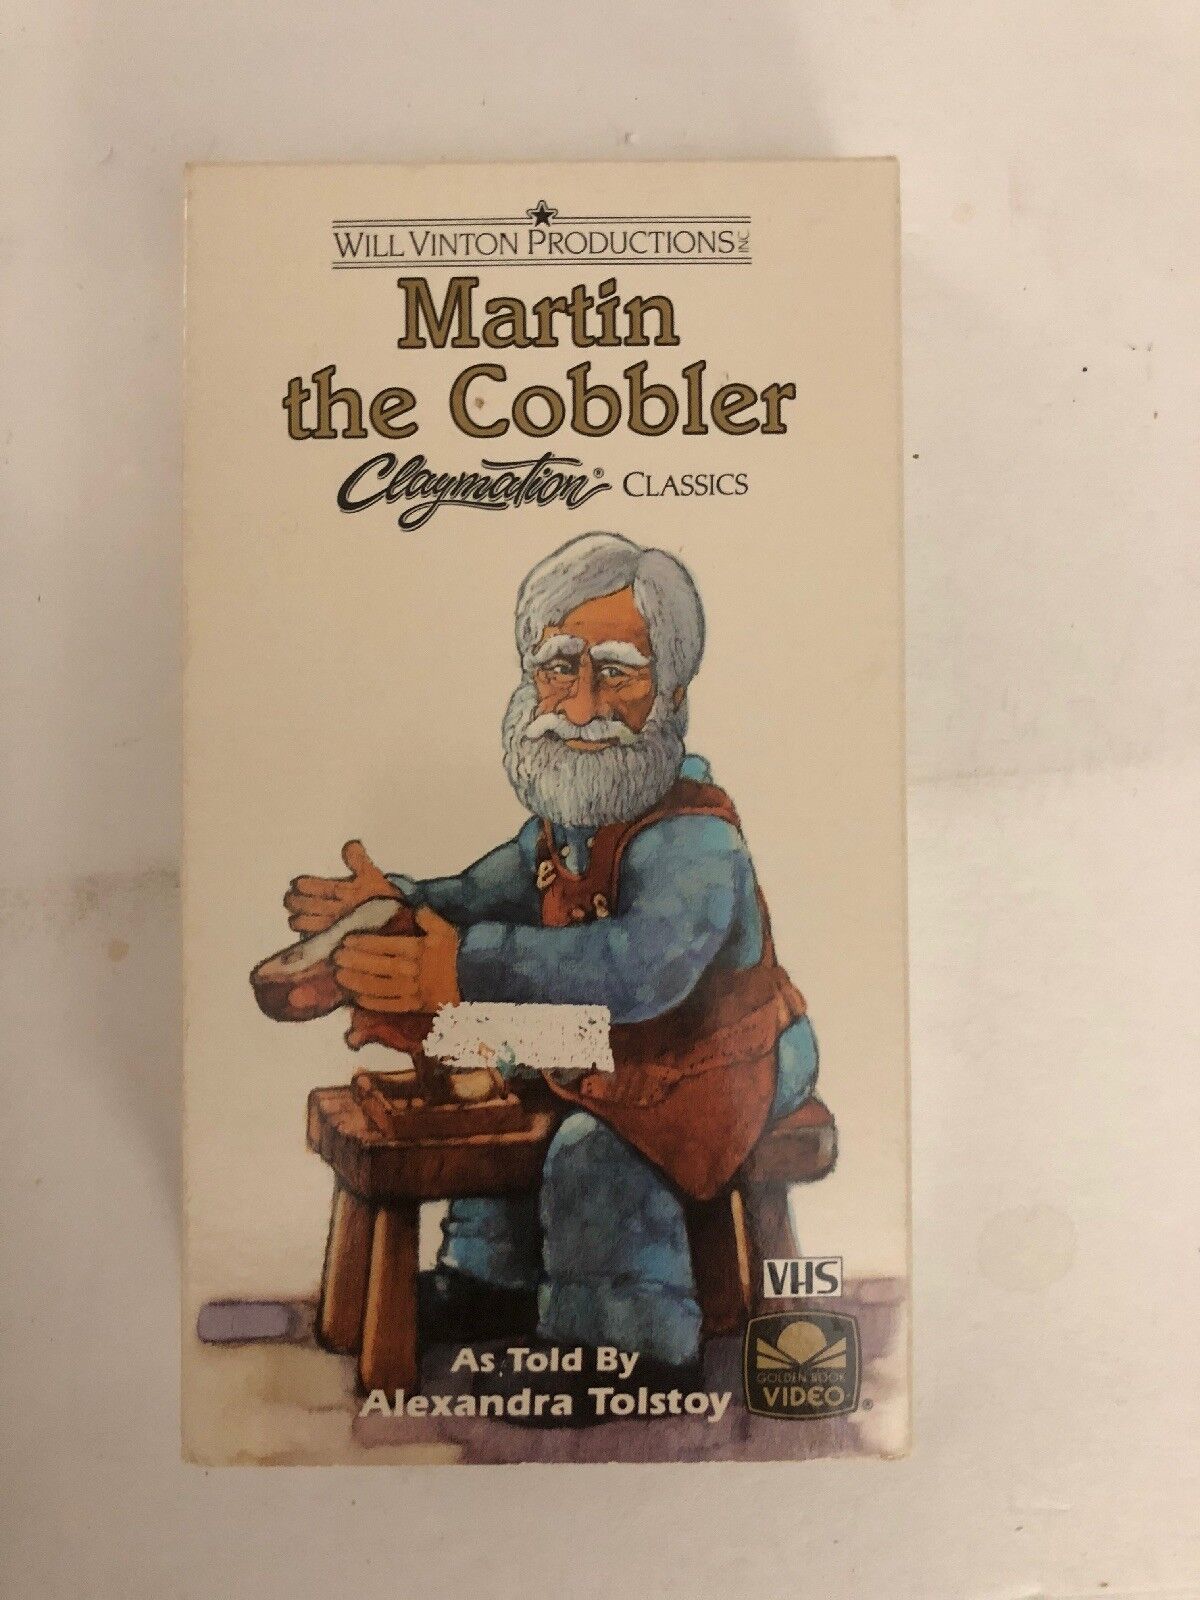 WILL VINTON PRODUCTIONS INC
Martin
the Cobbler
Claymation® CLASSICS
VHS
As Told By
Alexandra Tolstoy
GOLDEN BOOK
VIDEO®